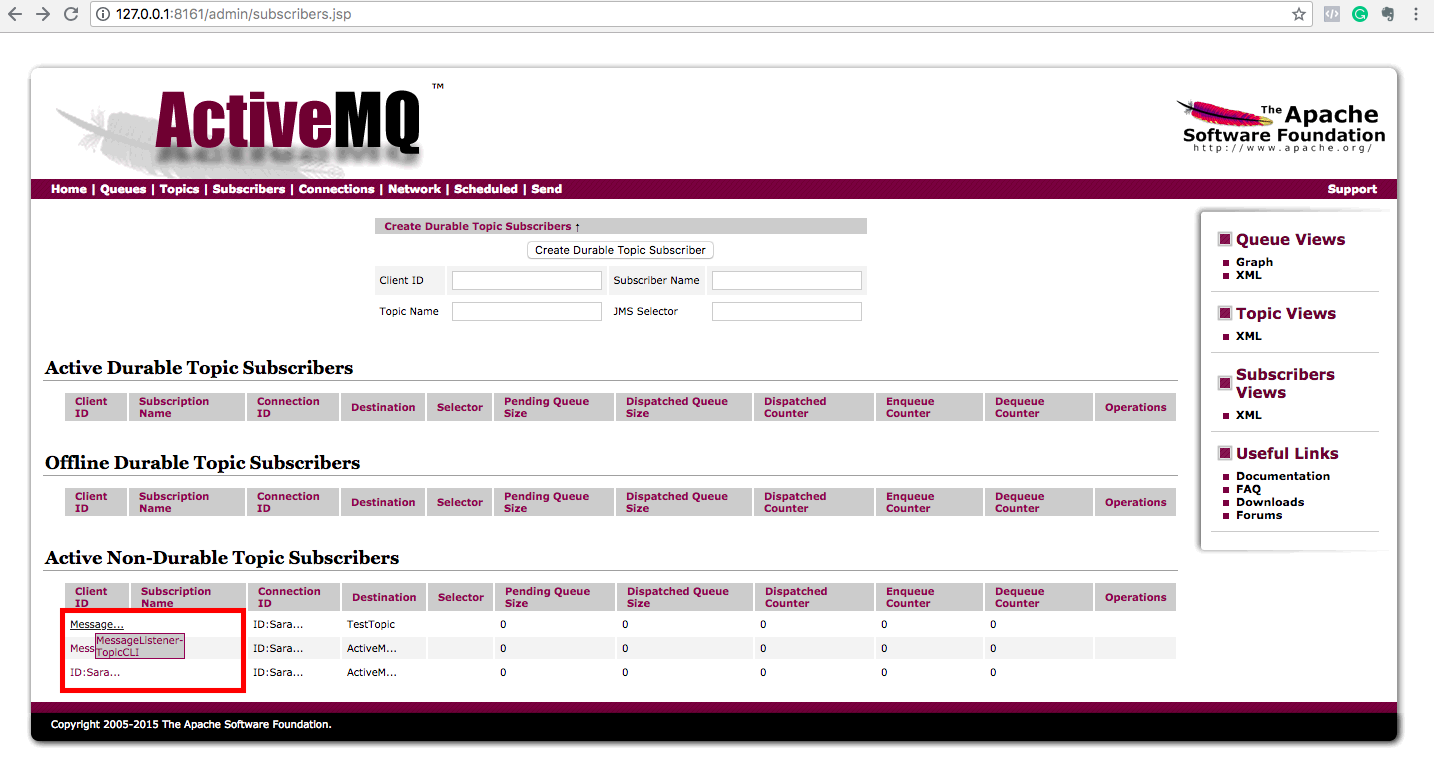 127.0.0.1:8161/admin/subscribers.jsp
ActiveMQ ™
The Apache
Software Foundation
http://www.apache.org/
Home | Queues | Topics | Subscribers | Connections | Network | Scheduled | Send
Support
Create Durable Topic Subscribers ↑
Create Durable Topic Subscriber
Client ID Subscriber Name
Topic Name JMS Selector
Active Durable Topic Subscribers
Client ID Subscription Name Connection ID Destination Selector Pending Queue Size Dispatched Queue Size Dispatched Counter Enqueue Counter Dequeue Counter Operations
Offline Durable Topic Subscribers
Client ID Subscription Name Connection ID Destination Selector Pending Queue Size Dispatched Queue Size Dispatched Counter Enqueue Counter Dequeue Counter Operations
Active Non-Durable Topic Subscribers
Client ID Subscription Name Connection ID Destination Selector Pending Queue Size Dispatched Queue Size Dispatched Counter Enqueue Counter Dequeue Counter Operations
Message... ID:Sara... TestTopic 0 0 0 0 0
Mess ID:Sara... ActiveM... 0 0 0 0 0
MessageListener-
TopicCLI
ID:Sara... ID:Sara... ActiveM... 0 0 0 0 0
Queue Views
Graph
XML
Topic Views
XML
Subscribers
Views
XML
Useful Links
Documentation
FAQ
Downloads
Forums
Copyright 2005-2015 The Apache Software Foundation.